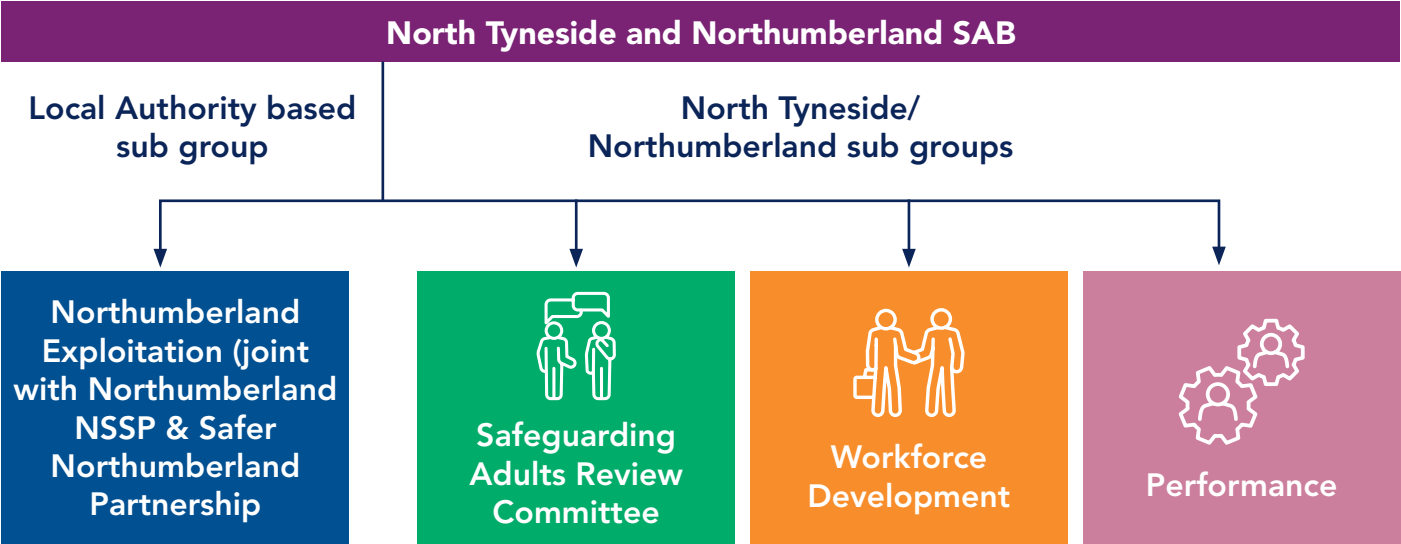 North Tyneside and Northumberland SAB
Local Authority based
sub group
North Tyneside/
Northumberland sub groups
Northumberland
Exploitation (joint
with Northumberland
NSSP & Safer
Northumberland
Partnership
Safeguarding
Adults Review
Committee
Workforce
Development
Performance